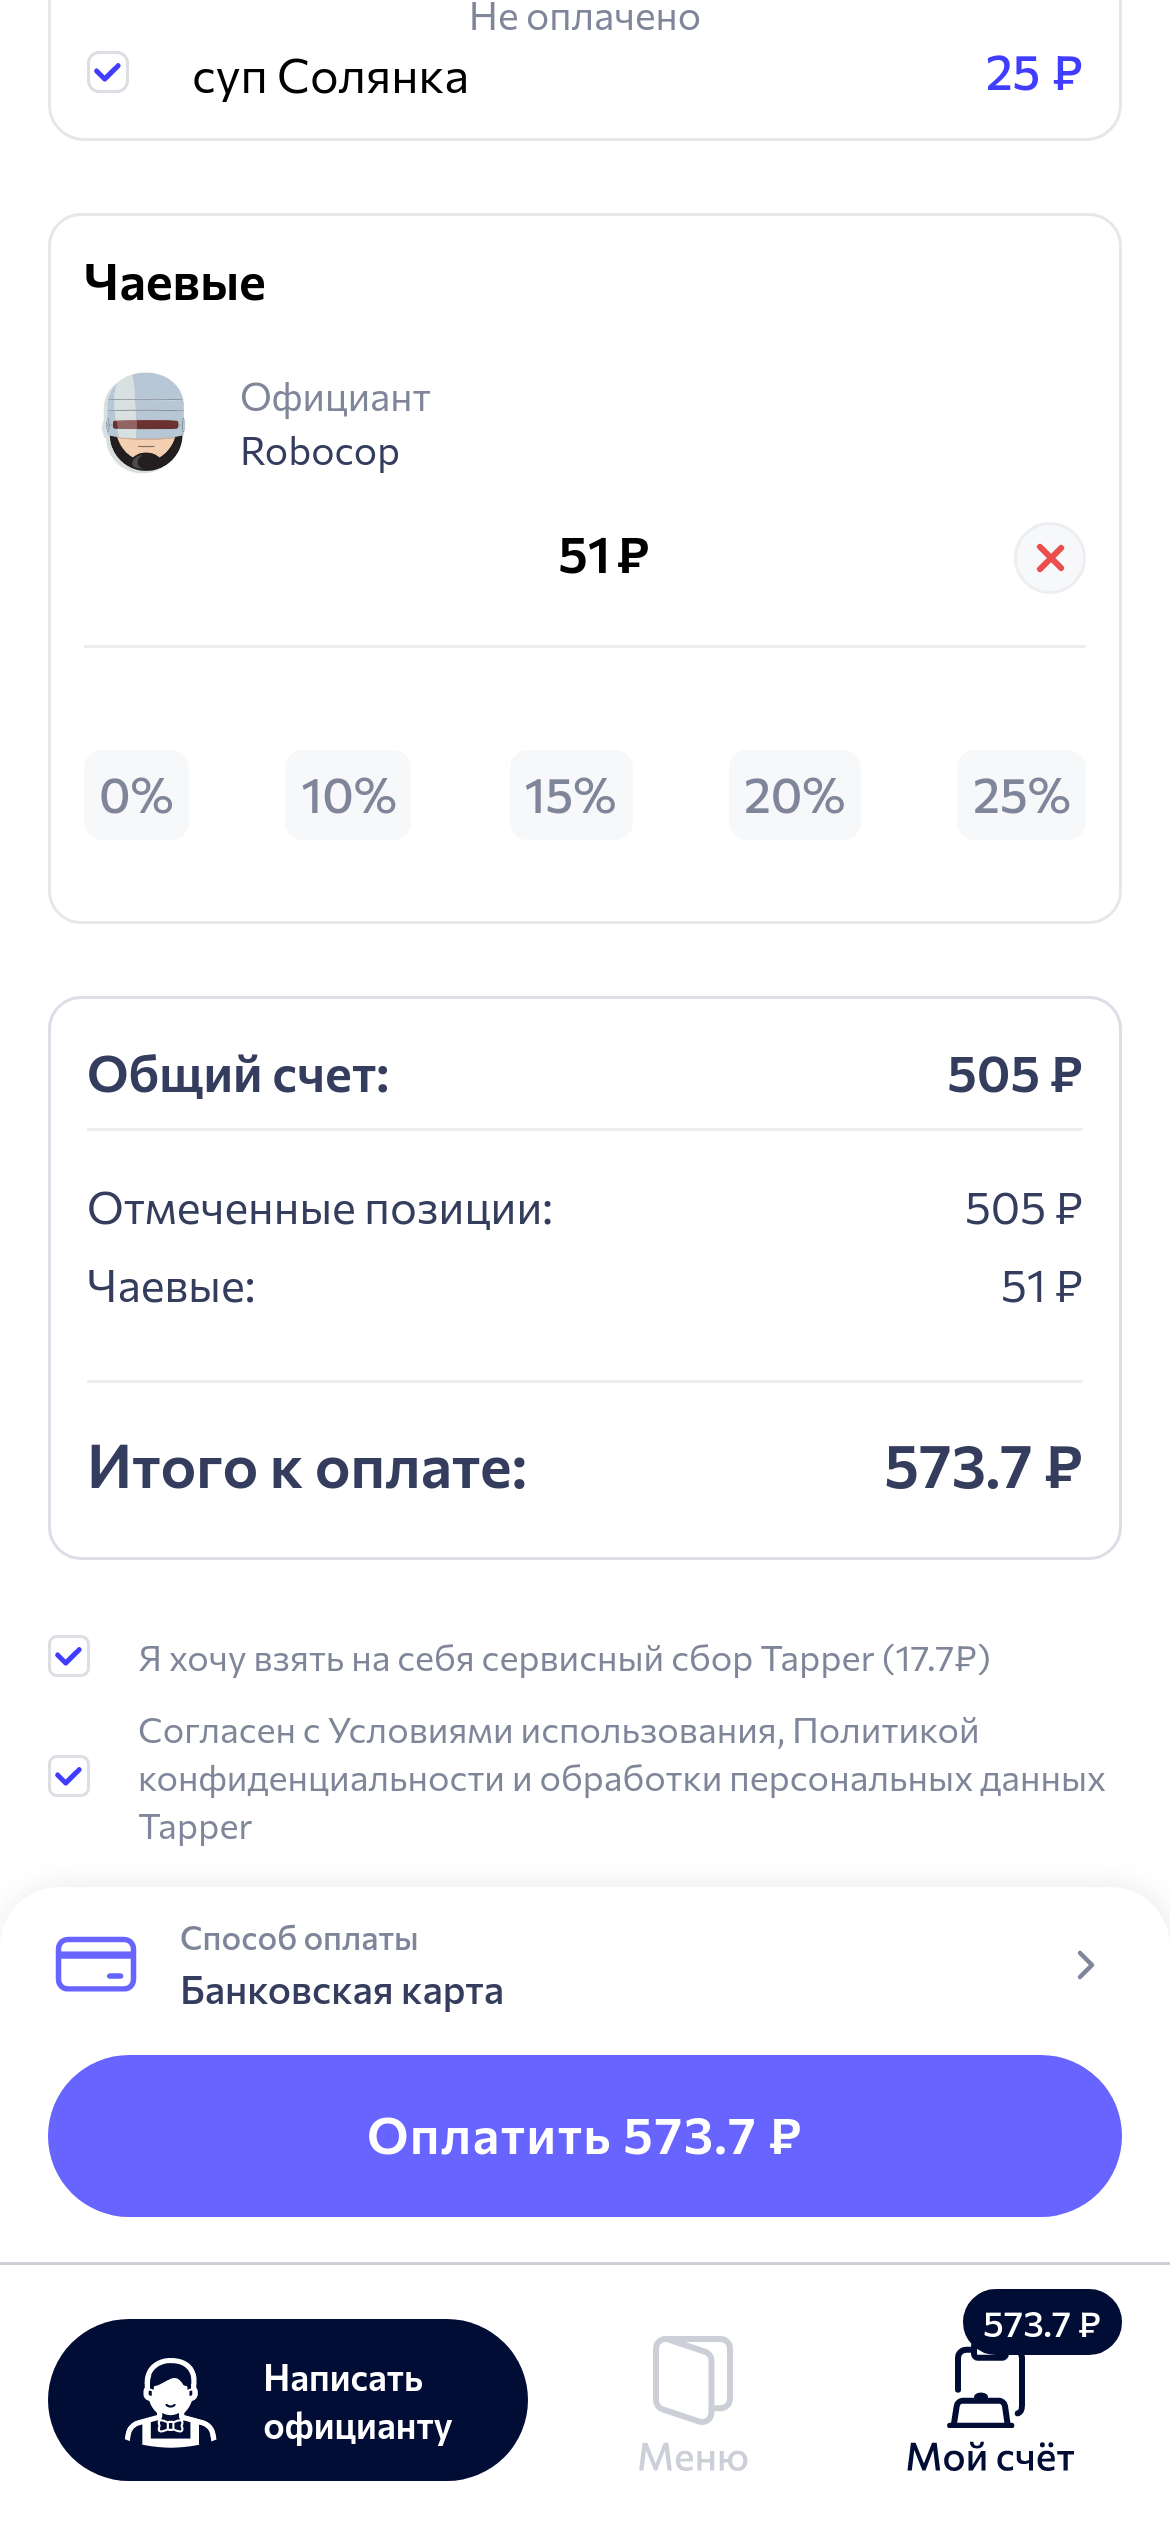 Не оплачено
суп Солянка 25 ₽
Чаевые
Официант
Robocop
51 ₽
0% 10% 15% 20% 25%
Общий счет: 505 ₽
Отмеченные позиции: 505 ₽
Чаевые: 51 ₽
Итого к оплате: 573.7 ₽
Я хочу взять на себя сервисный сбор Tapper (17.7₽)
Согласен с Условиями использования, Политикой
конфиденциальности и обработки персональных данных
Tapper
Способ оплаты
Банковская карта
Оплатить 573.7 ₽
573.7 ₽
Написать
официанту
Меню
Мой счёт